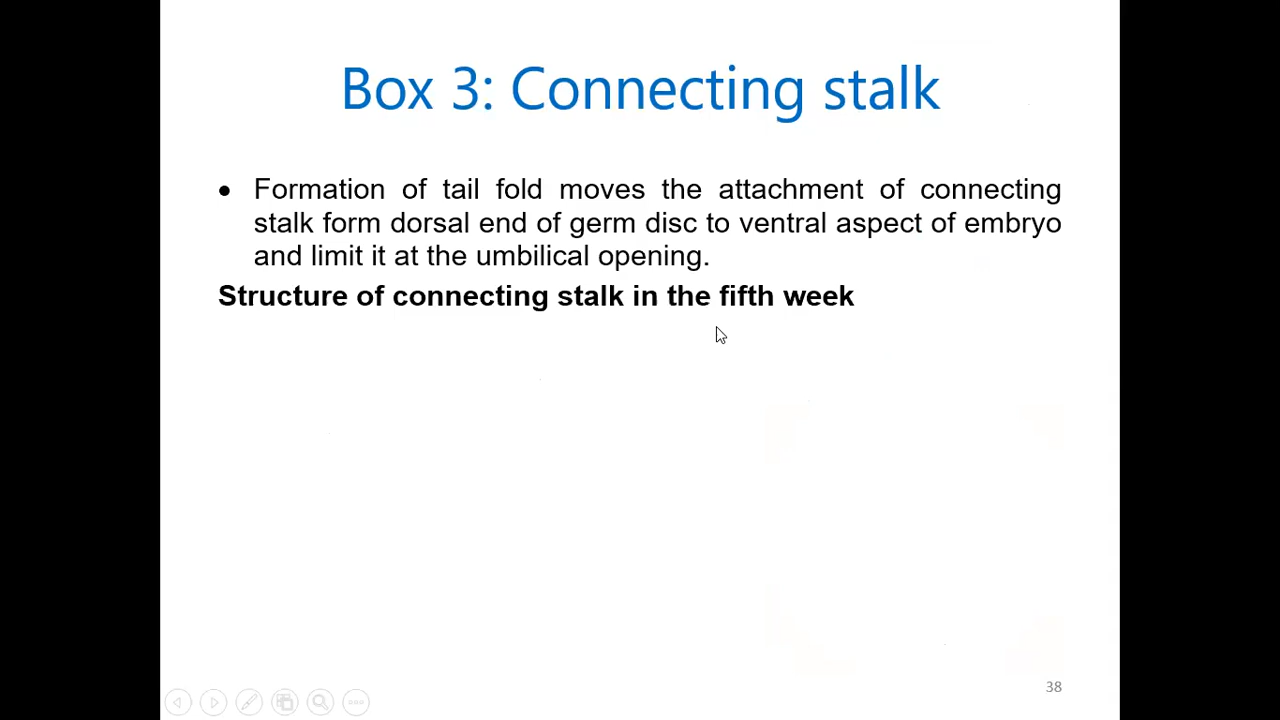 Box 3: Connecting stalk
• Formation of tail fold moves the attachment of connecting
stalk form dorsal end of germ disc to ventral aspect of embryo
and limit it at the umbilical opening.
Structure of connecting stalk in the fifth week
38